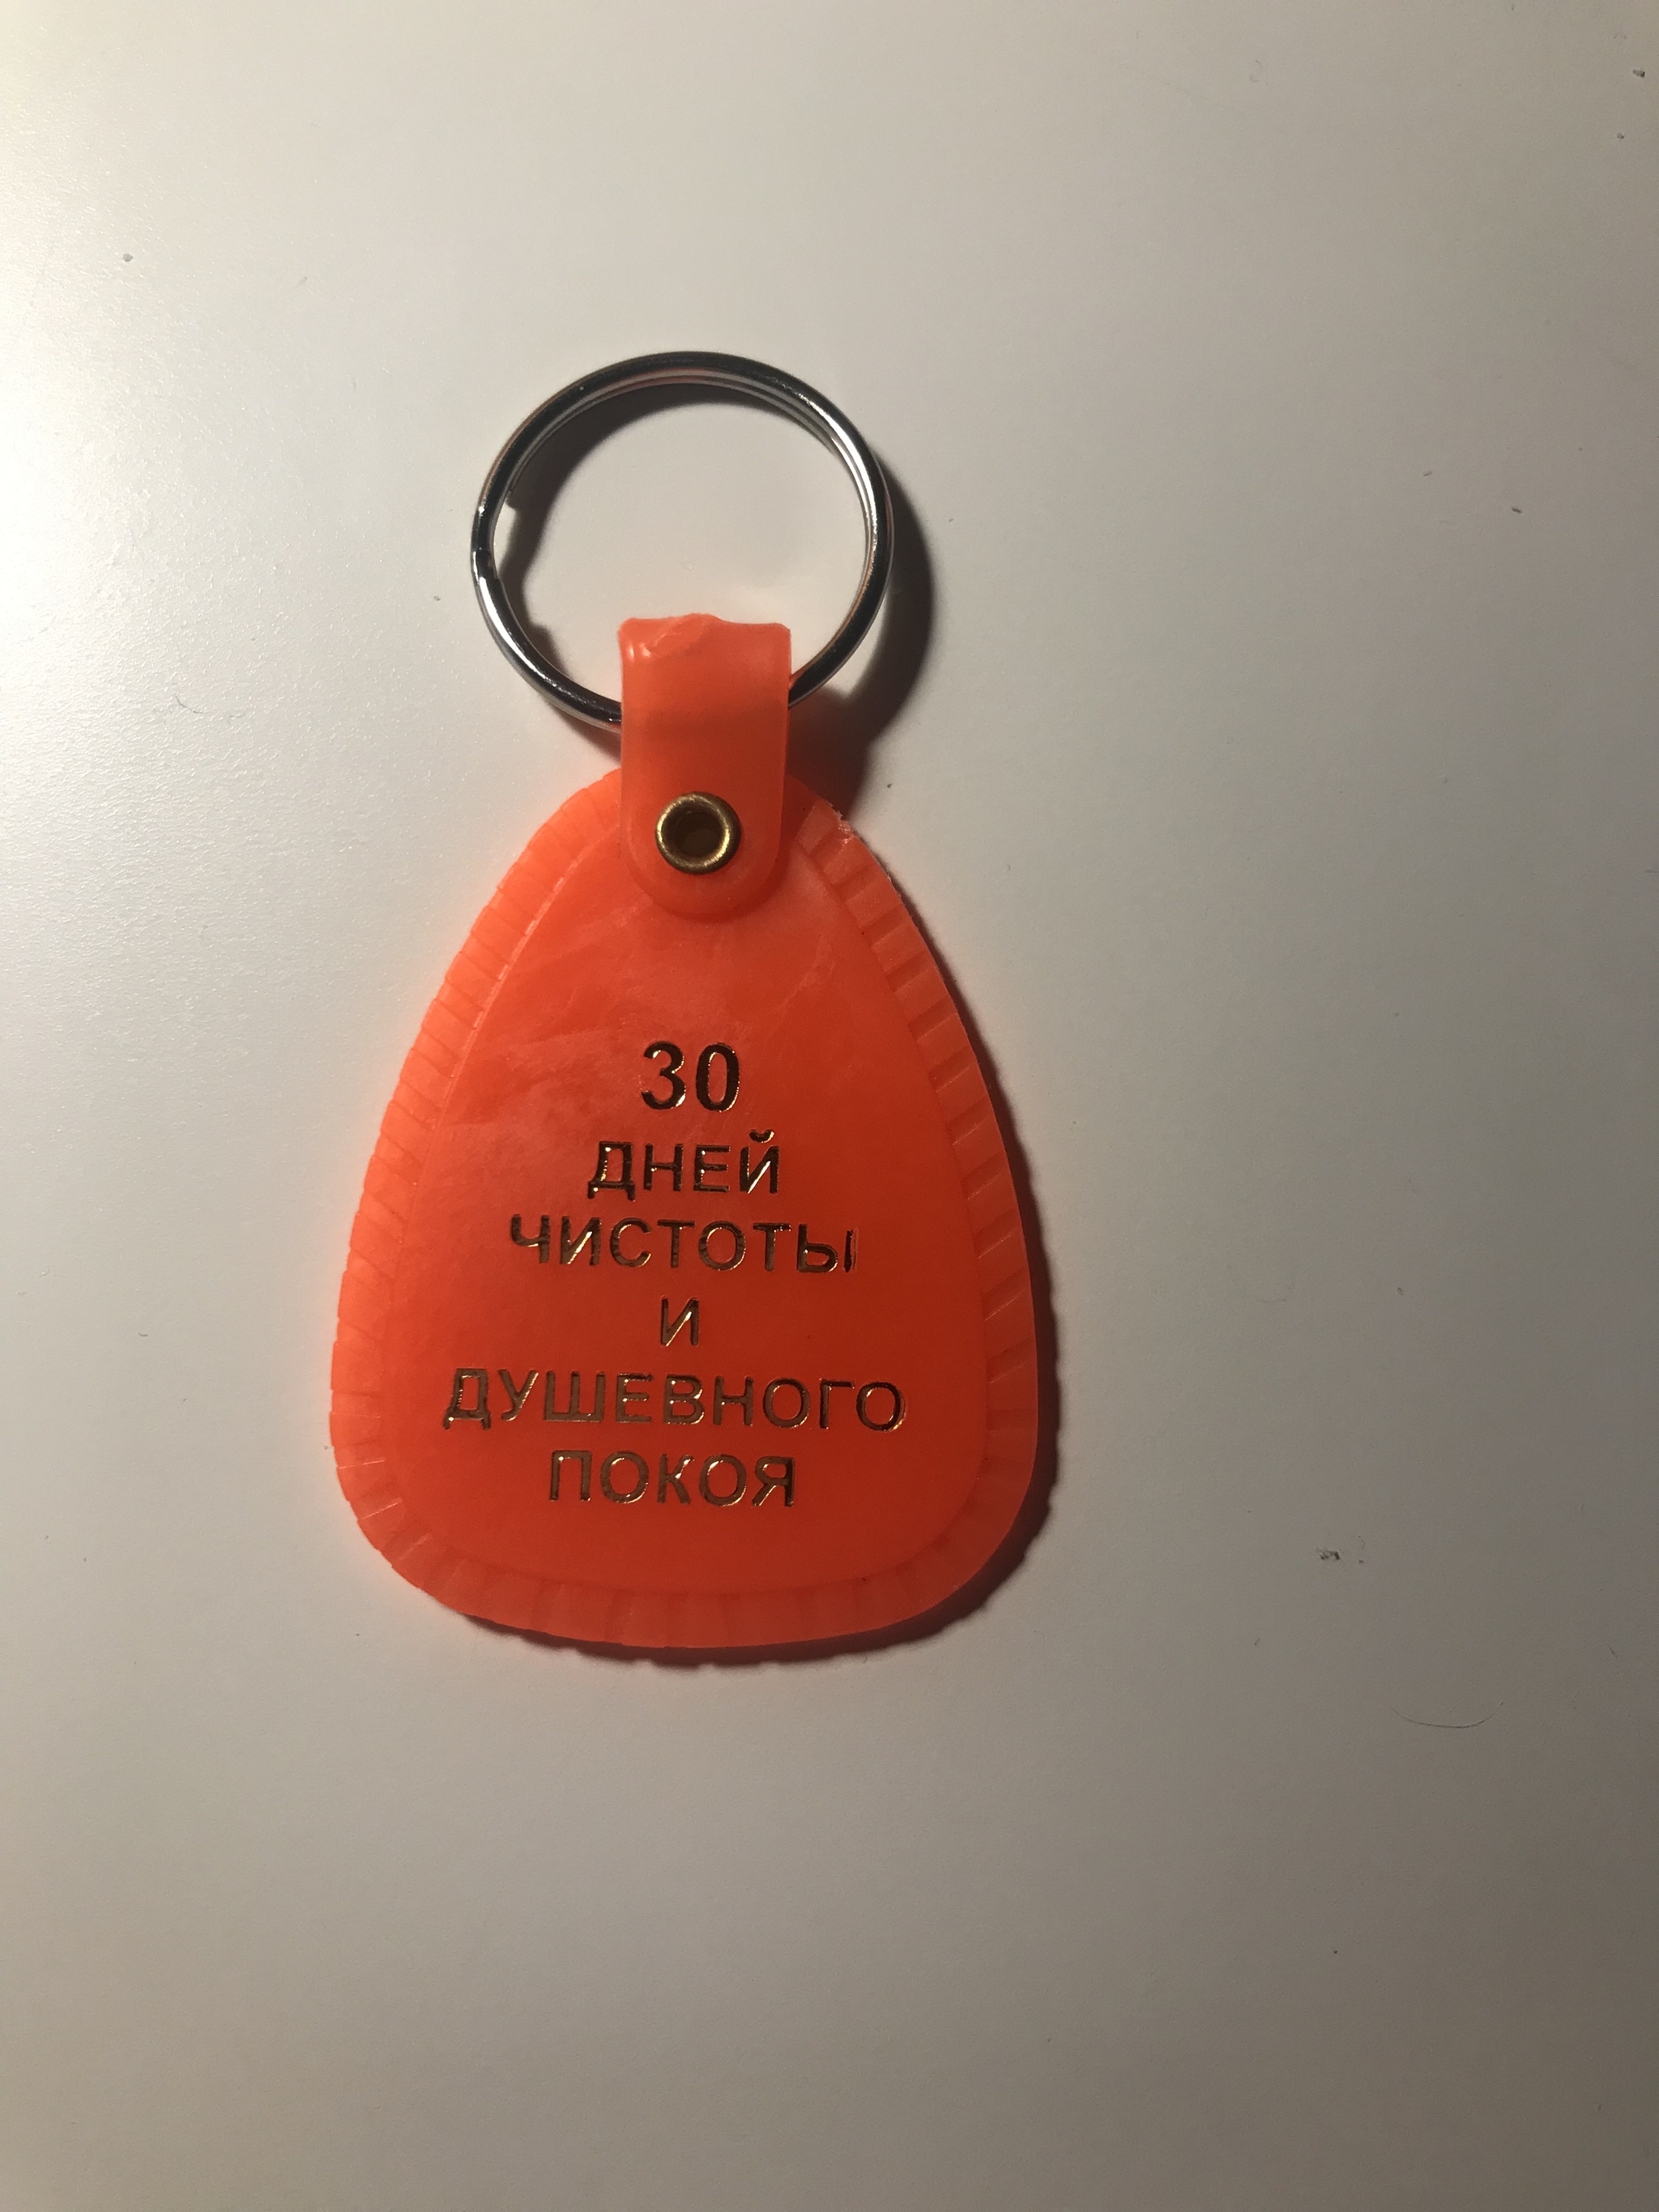 30
ДНЕЙ
ЧИСТОТЫ
И
ДУШЕВНОГО
ПОКОЯ